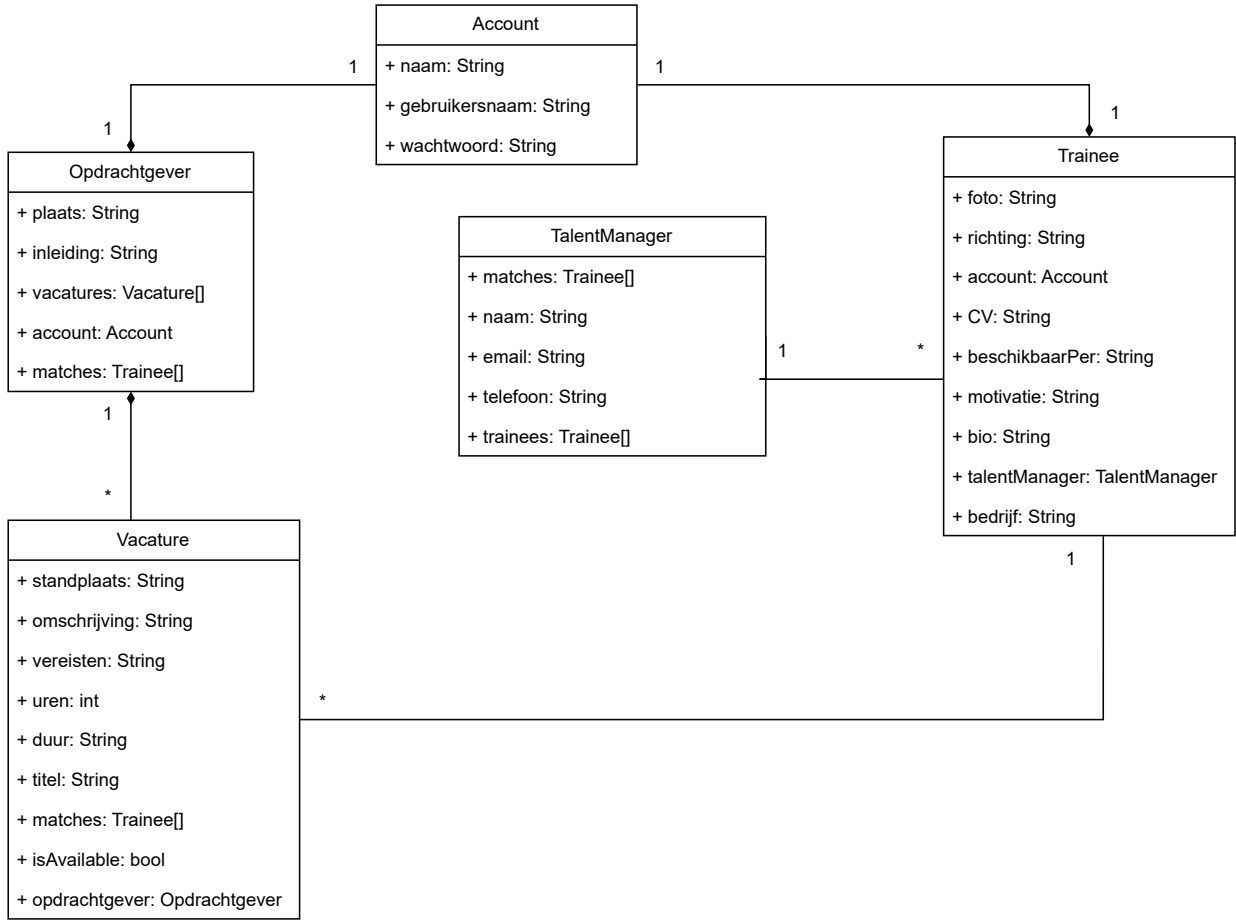 Account
+ naam: String
+ gebruikersnaam: String
+ wachtwoord: String
1
1
1
1
Opdrachtgever
+ plaats: String
+ inleiding: String
+ vacatures: Vacature[]
+ account: Account
+ matches: Trainee[]
1
*
TalentManager
+ matches: Trainee[]
+ naam: String
+ email: String
+ telefoon: String
+ trainees: Trainee[]
1
*
Trainee
+ foto: String
+ richting: String
+ account: Account
+ CV: String
+ beschikbaarPer: String
+ motivatie: String
+ bio: String
+ talentManager: TalentManager
+ bedrijf: String
1
*
Vacature
+ standplaats: String
+ omschrijving: String
+ vereisten: String
+ uren: int
+ duur: String
+ titel: String
+ matches: Trainee[]
+ isAvailable: bool
+ opdrachtgever: Opdrachtgever